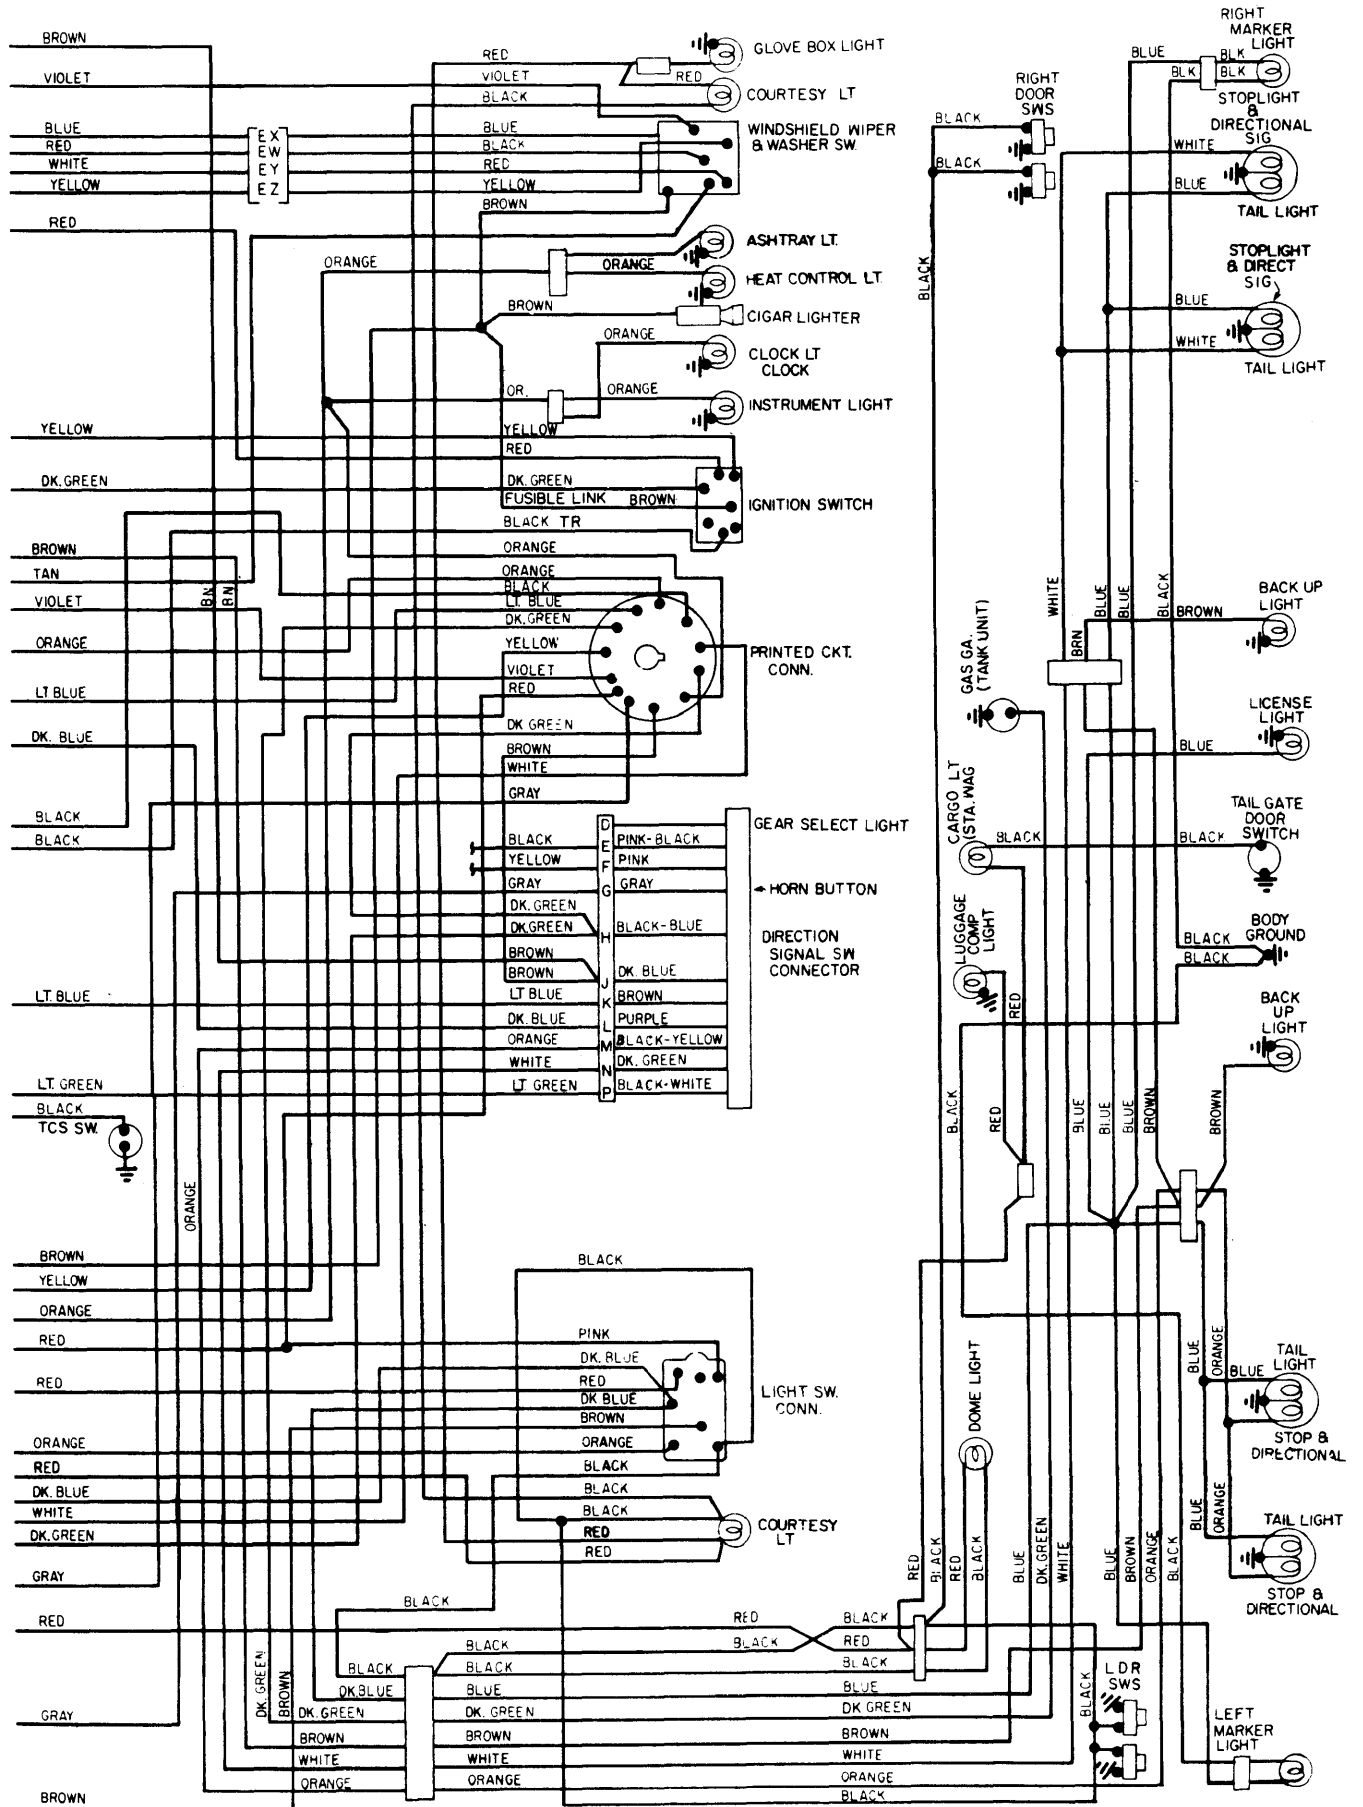 BROWN
VIOLET
BLUE
RED
WHITE
YELLOW
RED
EX
EW
EY
EZ
RED
VIOLET
BLACK
RED
BLUE
BLACK
RED
YELLOW
BROWN
GLOVE BOX LIGHT
COURTESY LT
WINDSHIELD WIPER
& WASHER SW.
ORANGE
ORANGE
BROWN
ORANGE
OR.
ORANGE
ASHTRAY LT.
HEAT CONTROL LT.
CIGAR LIGHTER
CLOCK LT
CLOCK
INSTRUMENT LIGHT
YELLOW
DK. GREEN
YELLOW
RED
DK. GREEN
FUSIBLE LINK BROWN
BLACK TR
IGNITION SWITCH
BROWN
TAN
VIOLET
ORANGE
LT BLUE
DK. BLUE
BN
BN
ORANGE
ORANGE
BLACK
LT. BLUE
DK. GREEN
YELLOW
VIOLET
RED
DK GREEN
BROWN
WHITE
GRAY
PRINTED CKT.
CONN.
BLACK
BLACK
BLACK
YELLOW
GRAY
DK. GREEN
DK.GREEN
BROWN
BROWN
LT BLUE
DK. BLUE
ORANGE
WHITE
LT GREEN
D
E
F
G
H
J
K
L
M
N
P
PINK-BLACK
PINK
GRAY
BLACK-BLUE
DK. BLUE
BROWN
PURPLE
BLACK-YELLOW
DK. GREEN
BLACK-WHITE
GEAR SELECT LIGHT
HORN BUTTON
DIRECTION
SIGNAL SW
CONNECTOR
LT. BLUE
LT. GREEN
BLACK
TCS SW.
ORANGE
BROWN
YELLOW
ORANGE
RED
RED
ORANGE
RED
DK. BLUE
WHITE
DK. GREEN
GRAY
RED
GRAY
BROWN
BLACK
PINK
DK. BLUE
RED
DK BLUE
BROWN
ORANGE
BLACK
BLACK
BLACK
RED
RED
LIGHT SW.
CONN.
COURTESY
LT
BLACK
DK. GREEN
BROWN
BLACK
DK.BLUE
DK. GREEN
BROWN
WHITE
ORANGE
BLACK
BLACK
BLUE
DK. GREEN
BROWN
WHITE
ORANGE
RED
BLACK
BLACK
RED
BLACK
BLUE
DK GREEN
BROWN
WHITE
ORANGE
BLACK
RIGHT
MARKER
LIGHT
BLUE
BLK
BLK
BLK
RIGHT
DOOR
SWS
BLACK
BLACK
BLACK
STOPLIGHT
&
DIRECTIONAL
SIG
WHITE
BLUE
TAIL LIGHT
STOPLIGHT
& DIRECT
SIG
BLUE
WHITE
TAIL LIGHT
WHITE
BRN
BLUE
BLUE
BLACK
BROWN
BACK UP
LIGHT
GAS GA.
(TANK UNIT)
LICENSE
LIGHT
BLUE
CARGO LT
(STA. WAG
BLACK
BLACK
TAIL GATE
DOOR
SWITCH
LUGGAGE
COMP
LIGHT
RED
BLACK
BLACK
BODY
GROUND
BACK
UP
LIGHT
BLACK
RED
BLUE
BLUE
BLUE
BROWN
BROWN
DOME LIGHT
BLUE
ORANGE
BLUE
TAIL
LIGHT
STOP &
DIRECTIONAL
BLUE
ORANGE
TAIL LIGHT
STOP &
DIRECTIONAL
RED
BLACK
RED
BLACK
BLUE
DK.GREEN
WHITE
BLUE
BROWN
ORANGE
BLACK
BLACK
L DR
SWS
LEFT
MARKER
LIGHT